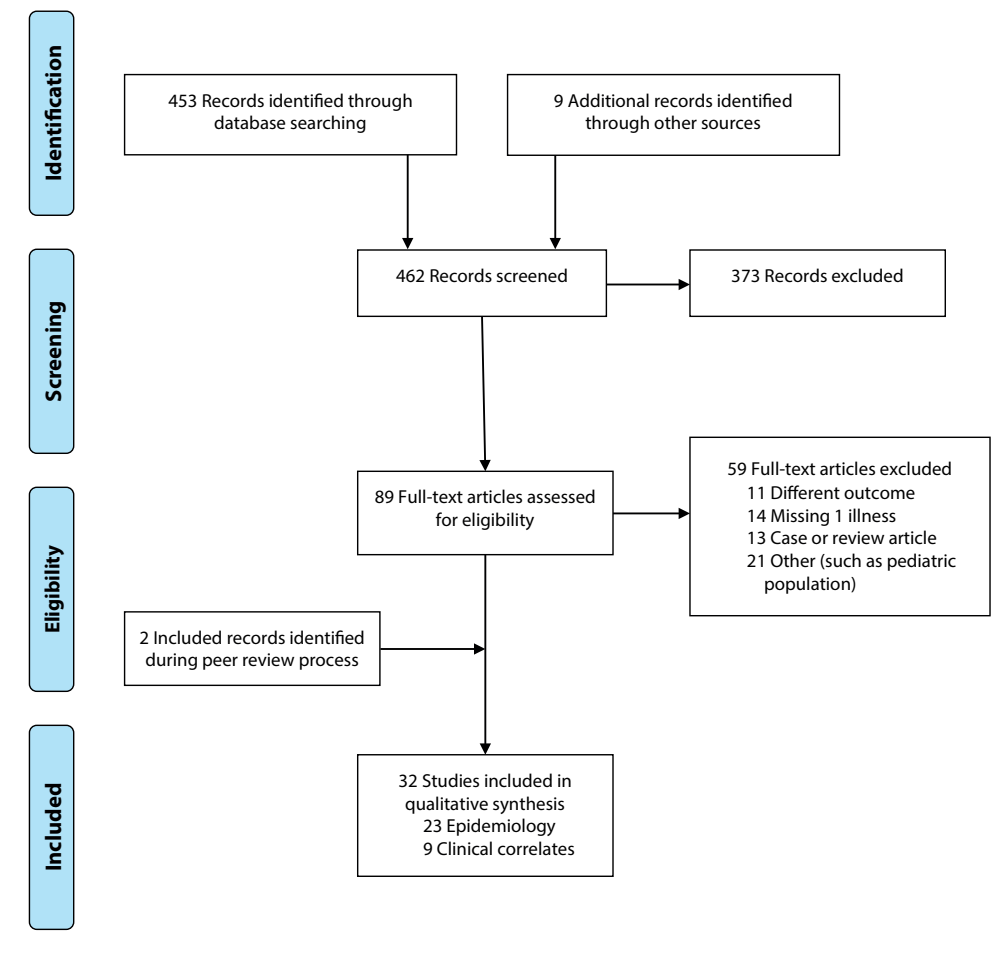 Identification
453 Records identified through
database searching
9 Additional records identified
through other sources
Screening
462 Records screened
373 Records excluded
Eligibility
89 Full-text articles assessed
for eligibility
59 Full-text articles excluded
11 Different outcome
14 Missing 1 illness
13 Case or review article
21 Other (such as pediatric
population)
2 Included records identified
during peer review process
Included
32 Studies included in
qualitative synthesis
23 Epidemiology
9 Clinical correlates